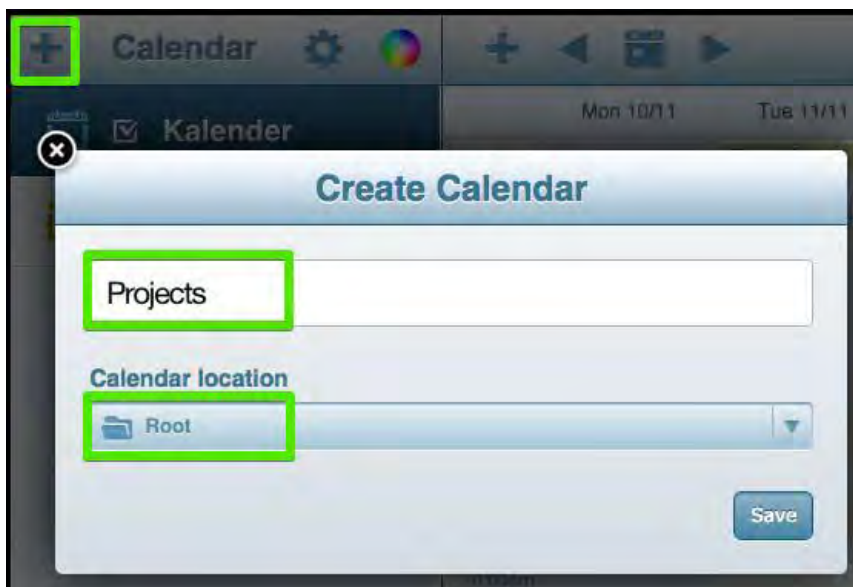 Calendar
Kalender
Mon 10/11 Tue 11/11
Create Calendar
Projects
Calendar location
Root
Save